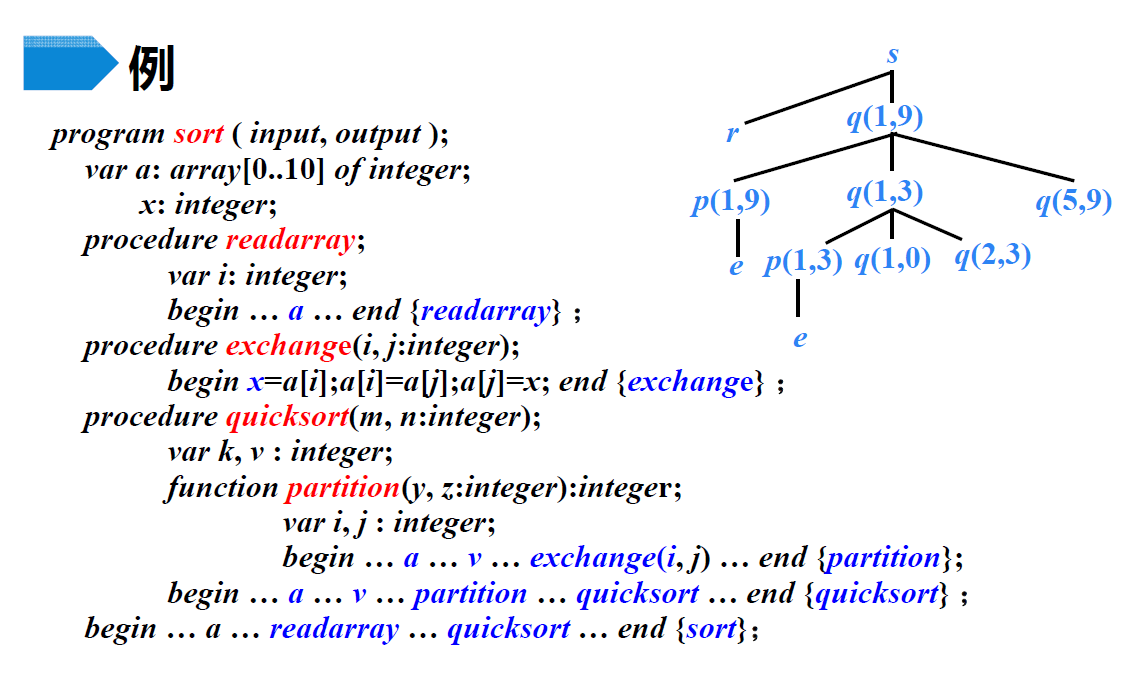 例
program sort ( input, output );
var a: array[0..10] of integer;
x: integer;
procedure readarray;
var i: integer;
begin … a … end {readarray} ；
procedure exchange(i, j:integer);
begin x=a[i];a[i]=a[j];a[j]=x; end {exchange} ；
procedure quicksort(m, n:integer);
var k, v : integer;
function partition(y, z:integer):integer;
var i, j : integer;
begin … a … v … exchange(i, j) … end {partition};
begin … a … v … partition … quicksort … end {quicksort} ；
begin … a … readarray … quicksort … end {sort}；
s
r q(1,9)
p(1,9) q(1,3) q(5,9)
e p(1,3) q(1,0) q(2,3)
e